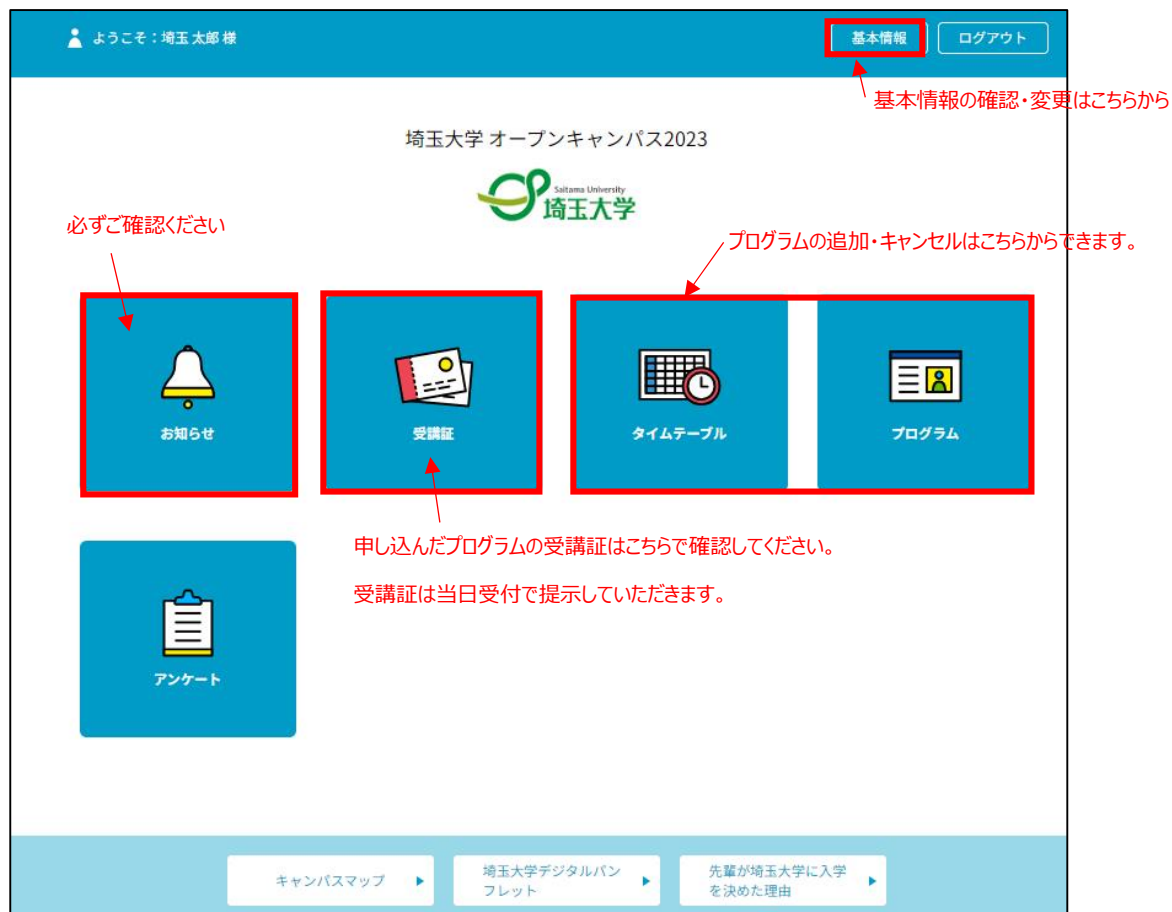 ようこそ:埼玉 太郎 様
基本情報
ログアウト
基本情報の確認・変更はこちらから
埼玉大学 オープンキャンパス2023
Saitama University
埼玉大学
必ずご確認ください
プログラムの追加・キャンセルはこちらからできます。
お知らせ
受講証
タイムテーブル
プログラム
申し込んだプログラムの受講証はこちらで確認してください。
受講証は当日受付で提示していただきます。
アンケート
キャンパスマップ
埼玉大学デジタルパン
フレット
先輩が埼玉大学に入学
を決めた理由